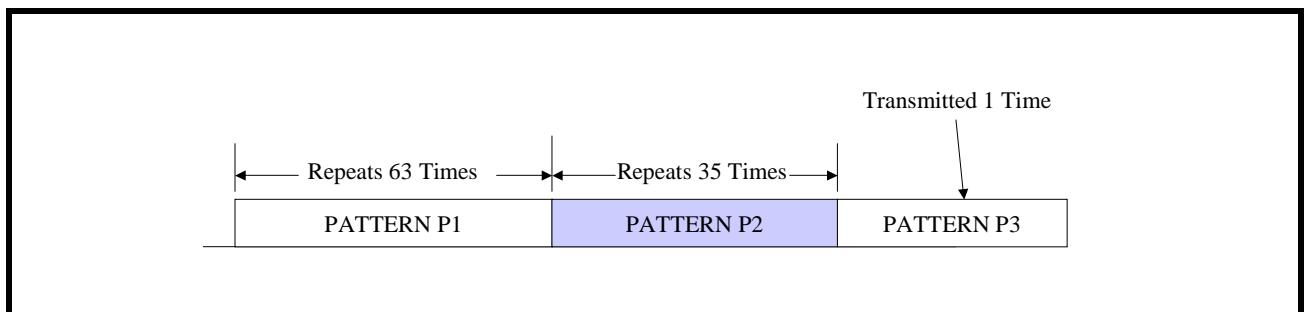 Transmitted 1 Time
Repeats 63 Times
Repeats 35 Times
PATTERN P1
PATTERN P2
PATTERN P3